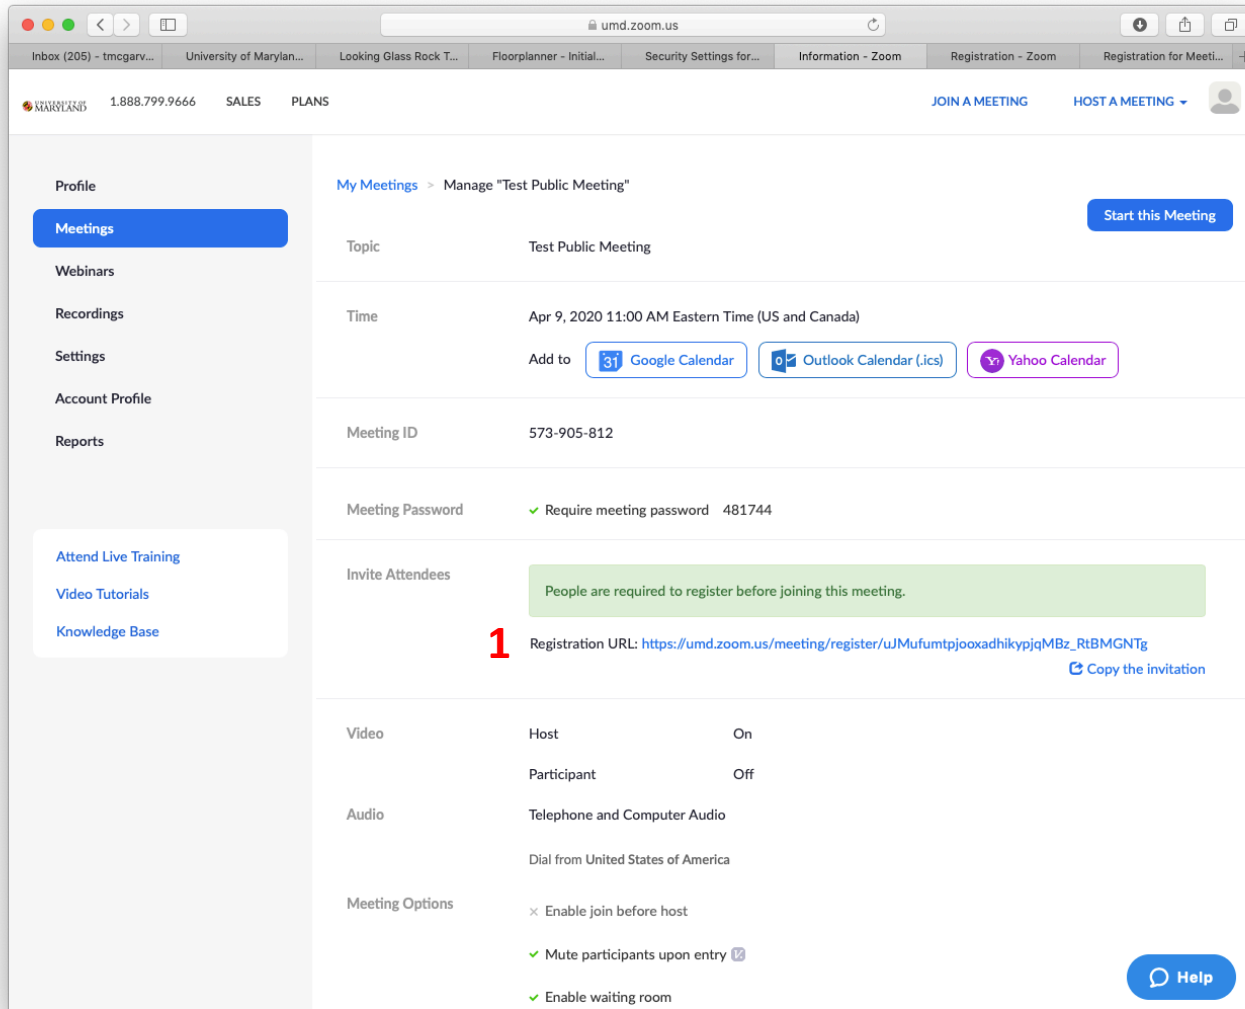 umd.zoom.us
Inbox (205) - tmcgarv...
University of Marylan...
Looking Glass Rock T...
Floorplanner - Initial...
Security Settings for...
Information - Zoom
Registration - Zoom
Registration for Meeti...
UNIVERSITY OF
MARYLAND
1.888.799.9666
SALES
PLANS
JOIN A MEETING
HOST A MEETING
Profile
Meetings
Webinars
Recordings
Settings
Account Profile
Reports
Attend Live Training
Video Tutorials
Knowledge Base
My Meetings > Manage "Test Public Meeting"
Start this Meeting
Topic
Test Public Meeting
Time
Apr 9, 2020 11:00 AM Eastern Time (US and Canada)
Add to
31 Google Calendar
Outlook Calendar (.ics)
Yahoo Calendar
Meeting ID
573-905-812
Meeting Password
Require meeting password 481744
Invite Attendees
People are required to register before joining this meeting.
1
Registration URL: https://umd.zoom.us/meeting/register/uJMufumtpjooxadhikypjqMBz_RtBMGNTg
Copy the invitation
Video
Host On
Participant Off
Audio
Telephone and Computer Audio
Dial from United States of America
Meeting Options
Enable join before host
Mute participants upon entry
Enable waiting room
Help